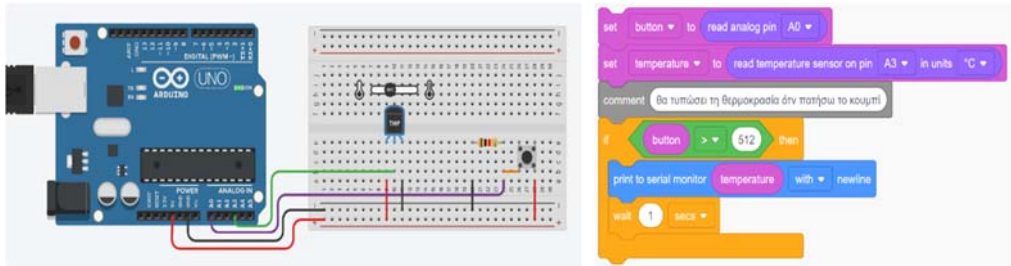 DIGITAL (PWM~)
UNO
ARDUINO
TMP
POWER
ANALOG IN
set button to read analog pin A0
set temperature to read temperature sensor on pin A3 in units °C
comment θα τυπώσει τη θερμοκρασία ότν πατήσω το κουμπί
if button > 512 then
print to serial monitor temperature with newline
wait 1 secs